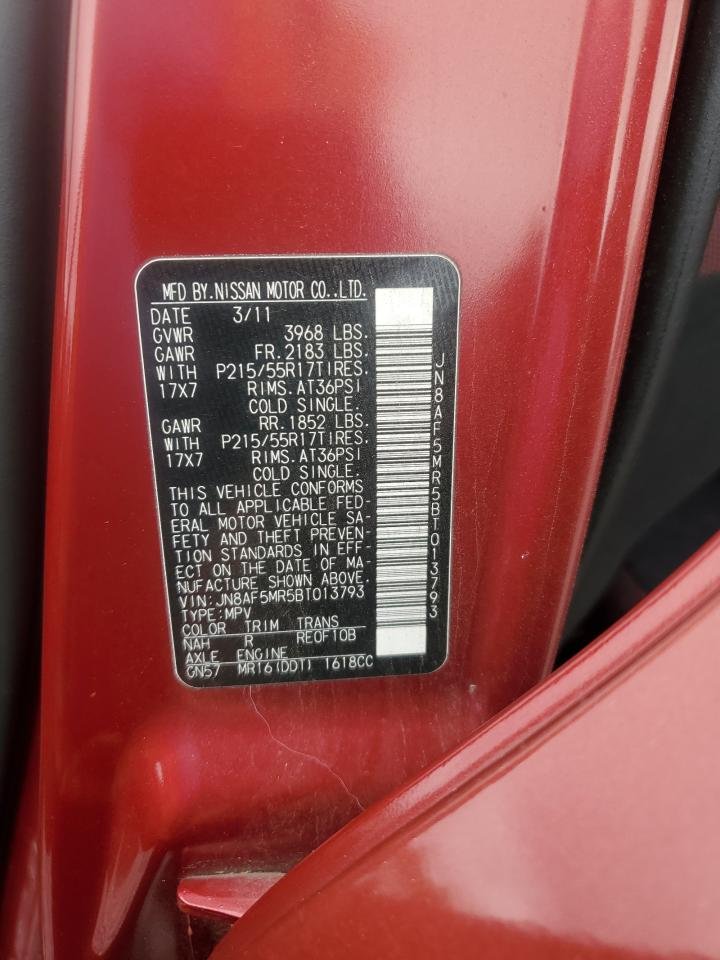 MFD BY.NISSAN MOTOR CO.,LTD.
DATE 3/11
GVWR 3968 LBS.
GAWR FR.2183 LBS.
WITH P215/55R17TIRES.
17X7 RIMS.AT36PSI
COLD SINGLE.
GAWR RR.1852 LBS.
WITH P215/55R17TIRES.
17X7 RIMS.AT36PSI
COLD SINGLE.
THIS VEHICLE CONFORMS
TO ALL APPLICABLE FED-
ERAL MOTOR VEHICLE SA-
FETY AND THEFT PREVEN-
TION STANDARDS IN EFF-
ECT ON THE DATE OF MA-
NUFACTURE SHOWN ABOVE.
VIN:JN8AF5MR5BT013793
TYPE:MPV
COLOR TRIM TRANS
NAH R RE0F10B
AXLE ENGINE
GN57 MR16(DDT) 1618CC
JN8AF5MR5BT013793